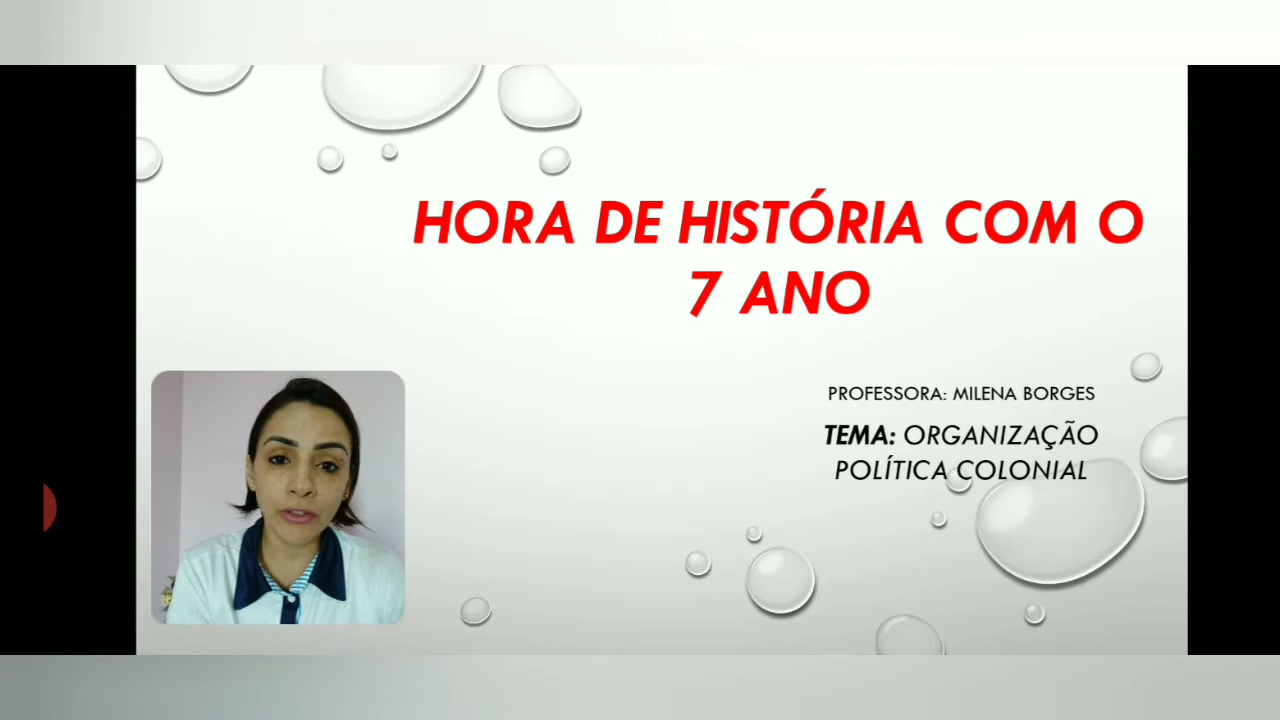 HORA DE HISTÓRIA COM O
7 ANO
PROFESSORA: MILENA BORGES
TEMA: ORGANIZAÇÃO
POLÍTICA COLONIAL